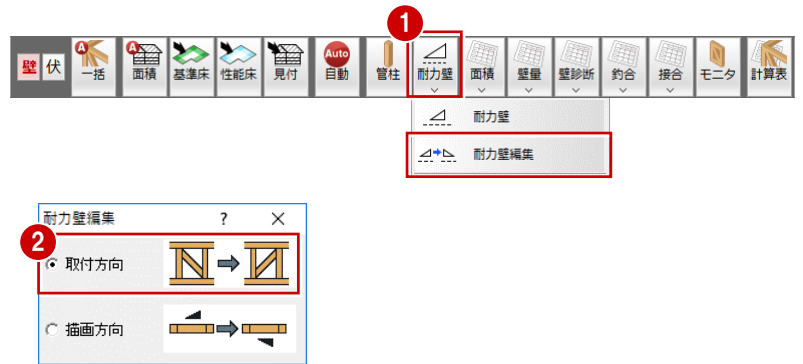 1
壁 伏 A 一括 A 面積 基準床 性能床 見付 Auto 自動 管柱 耐力壁 面積 壁量 壁診断 釣合 接合 モニタ 計算表
耐力壁
耐力壁編集
耐力壁編集 ? ×
2
取付方向
描画方向